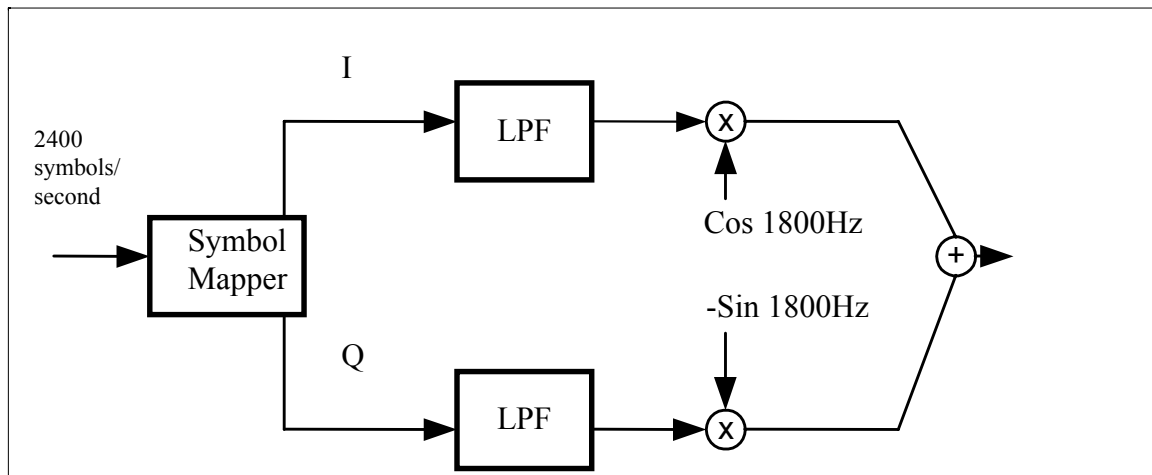 I
LPF
x
2400
symbols/
second
Cos 1800Hz
Symbol
Mapper
+
-Sin 1800Hz
Q
LPF
x